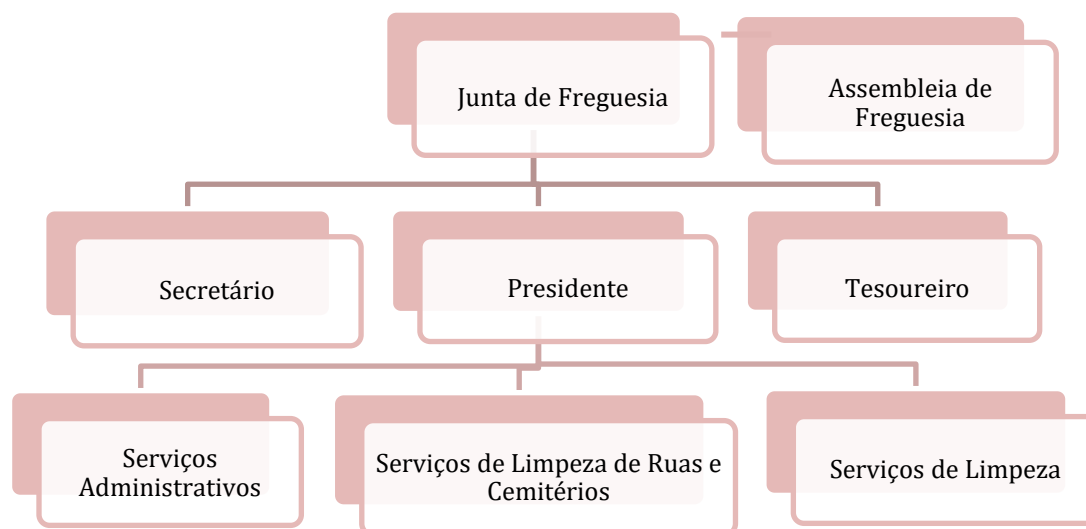 Junta de Freguesia
Assembleia de
Freguesia
Secretário
Presidente
Tesoureiro
Serviços
Administrativos
Serviços de Limpeza de Ruas e
Cemitérios
Serviços de Limpeza